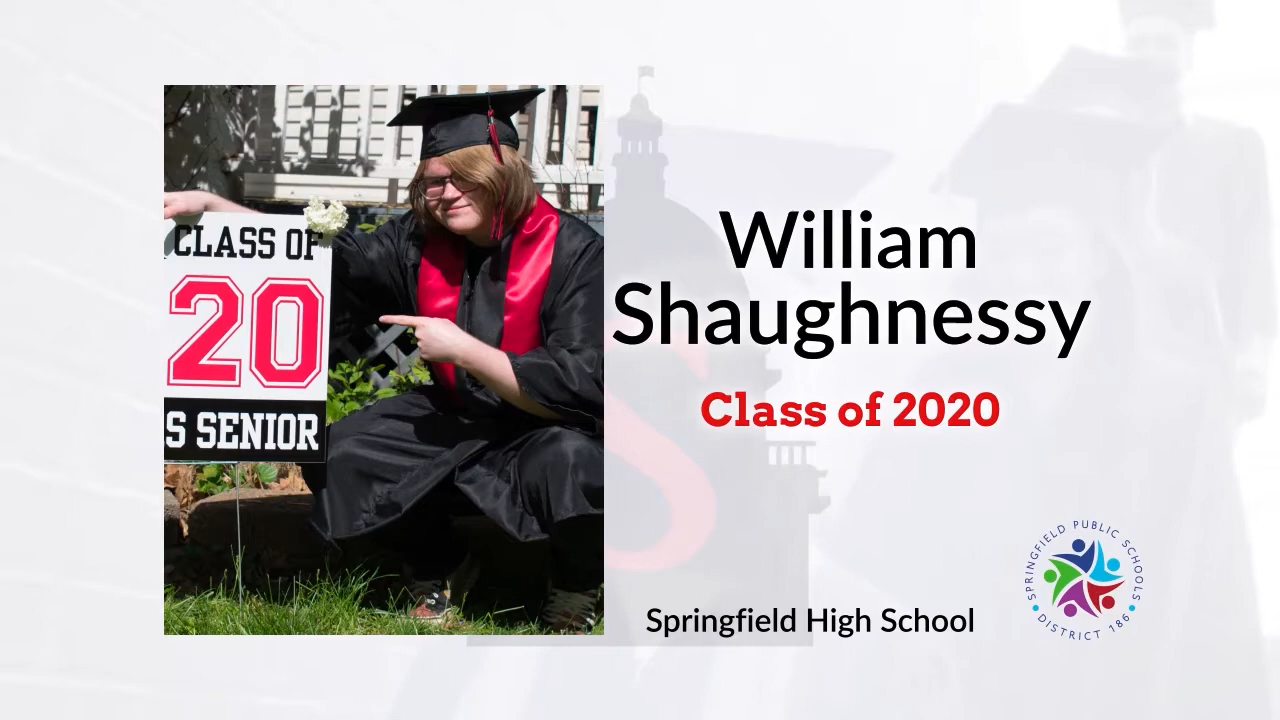 CLASS OF
20
S SENIOR
William
Shaughnessy
Class of 2020
Springfield High School
SPRINGFIELD PUBLIC SCHOOLS
DISTRICT 186